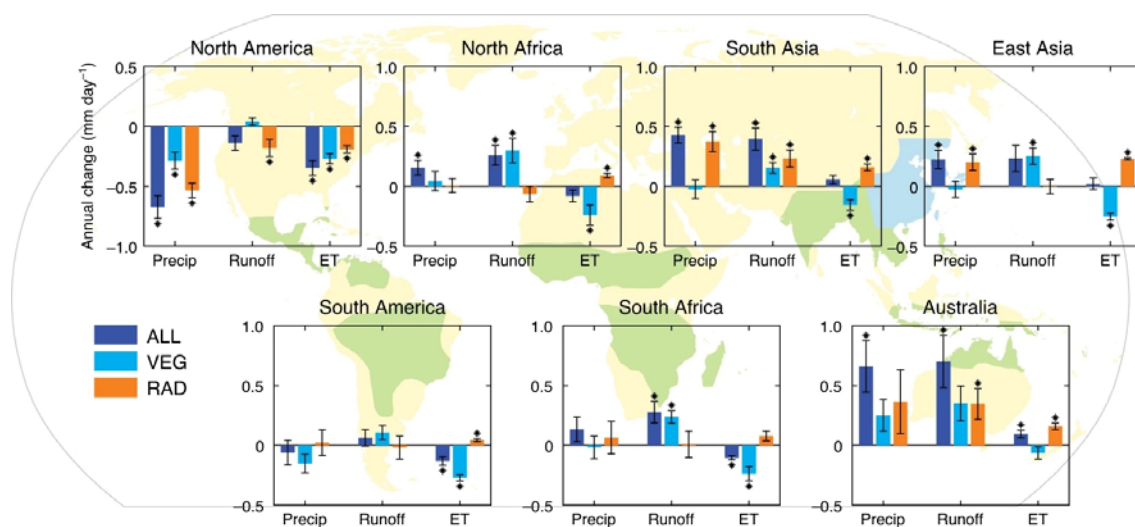 North America
North Africa
South Asia
East Asia
Annual change (mm day⁻¹)
0.5
0
−0.5
−1.0
Precip
Runoff
ET
1.0
0.5
0
−0.5
Precip
Runoff
ET
1.0
0.5
0
−0.5
Precip
Runoff
ET
1.0
0.5
0
−0.5
Precip
Runoff
ET
South America
South Africa
Australia
ALL
VEG
RAD
1.0
0.5
0
−0.5
Precip
Runoff
ET
1.0
0.5
0
−0.5
Precip
Runoff
ET
1.0
0.5
0
−0.5
Precip
Runoff
ET